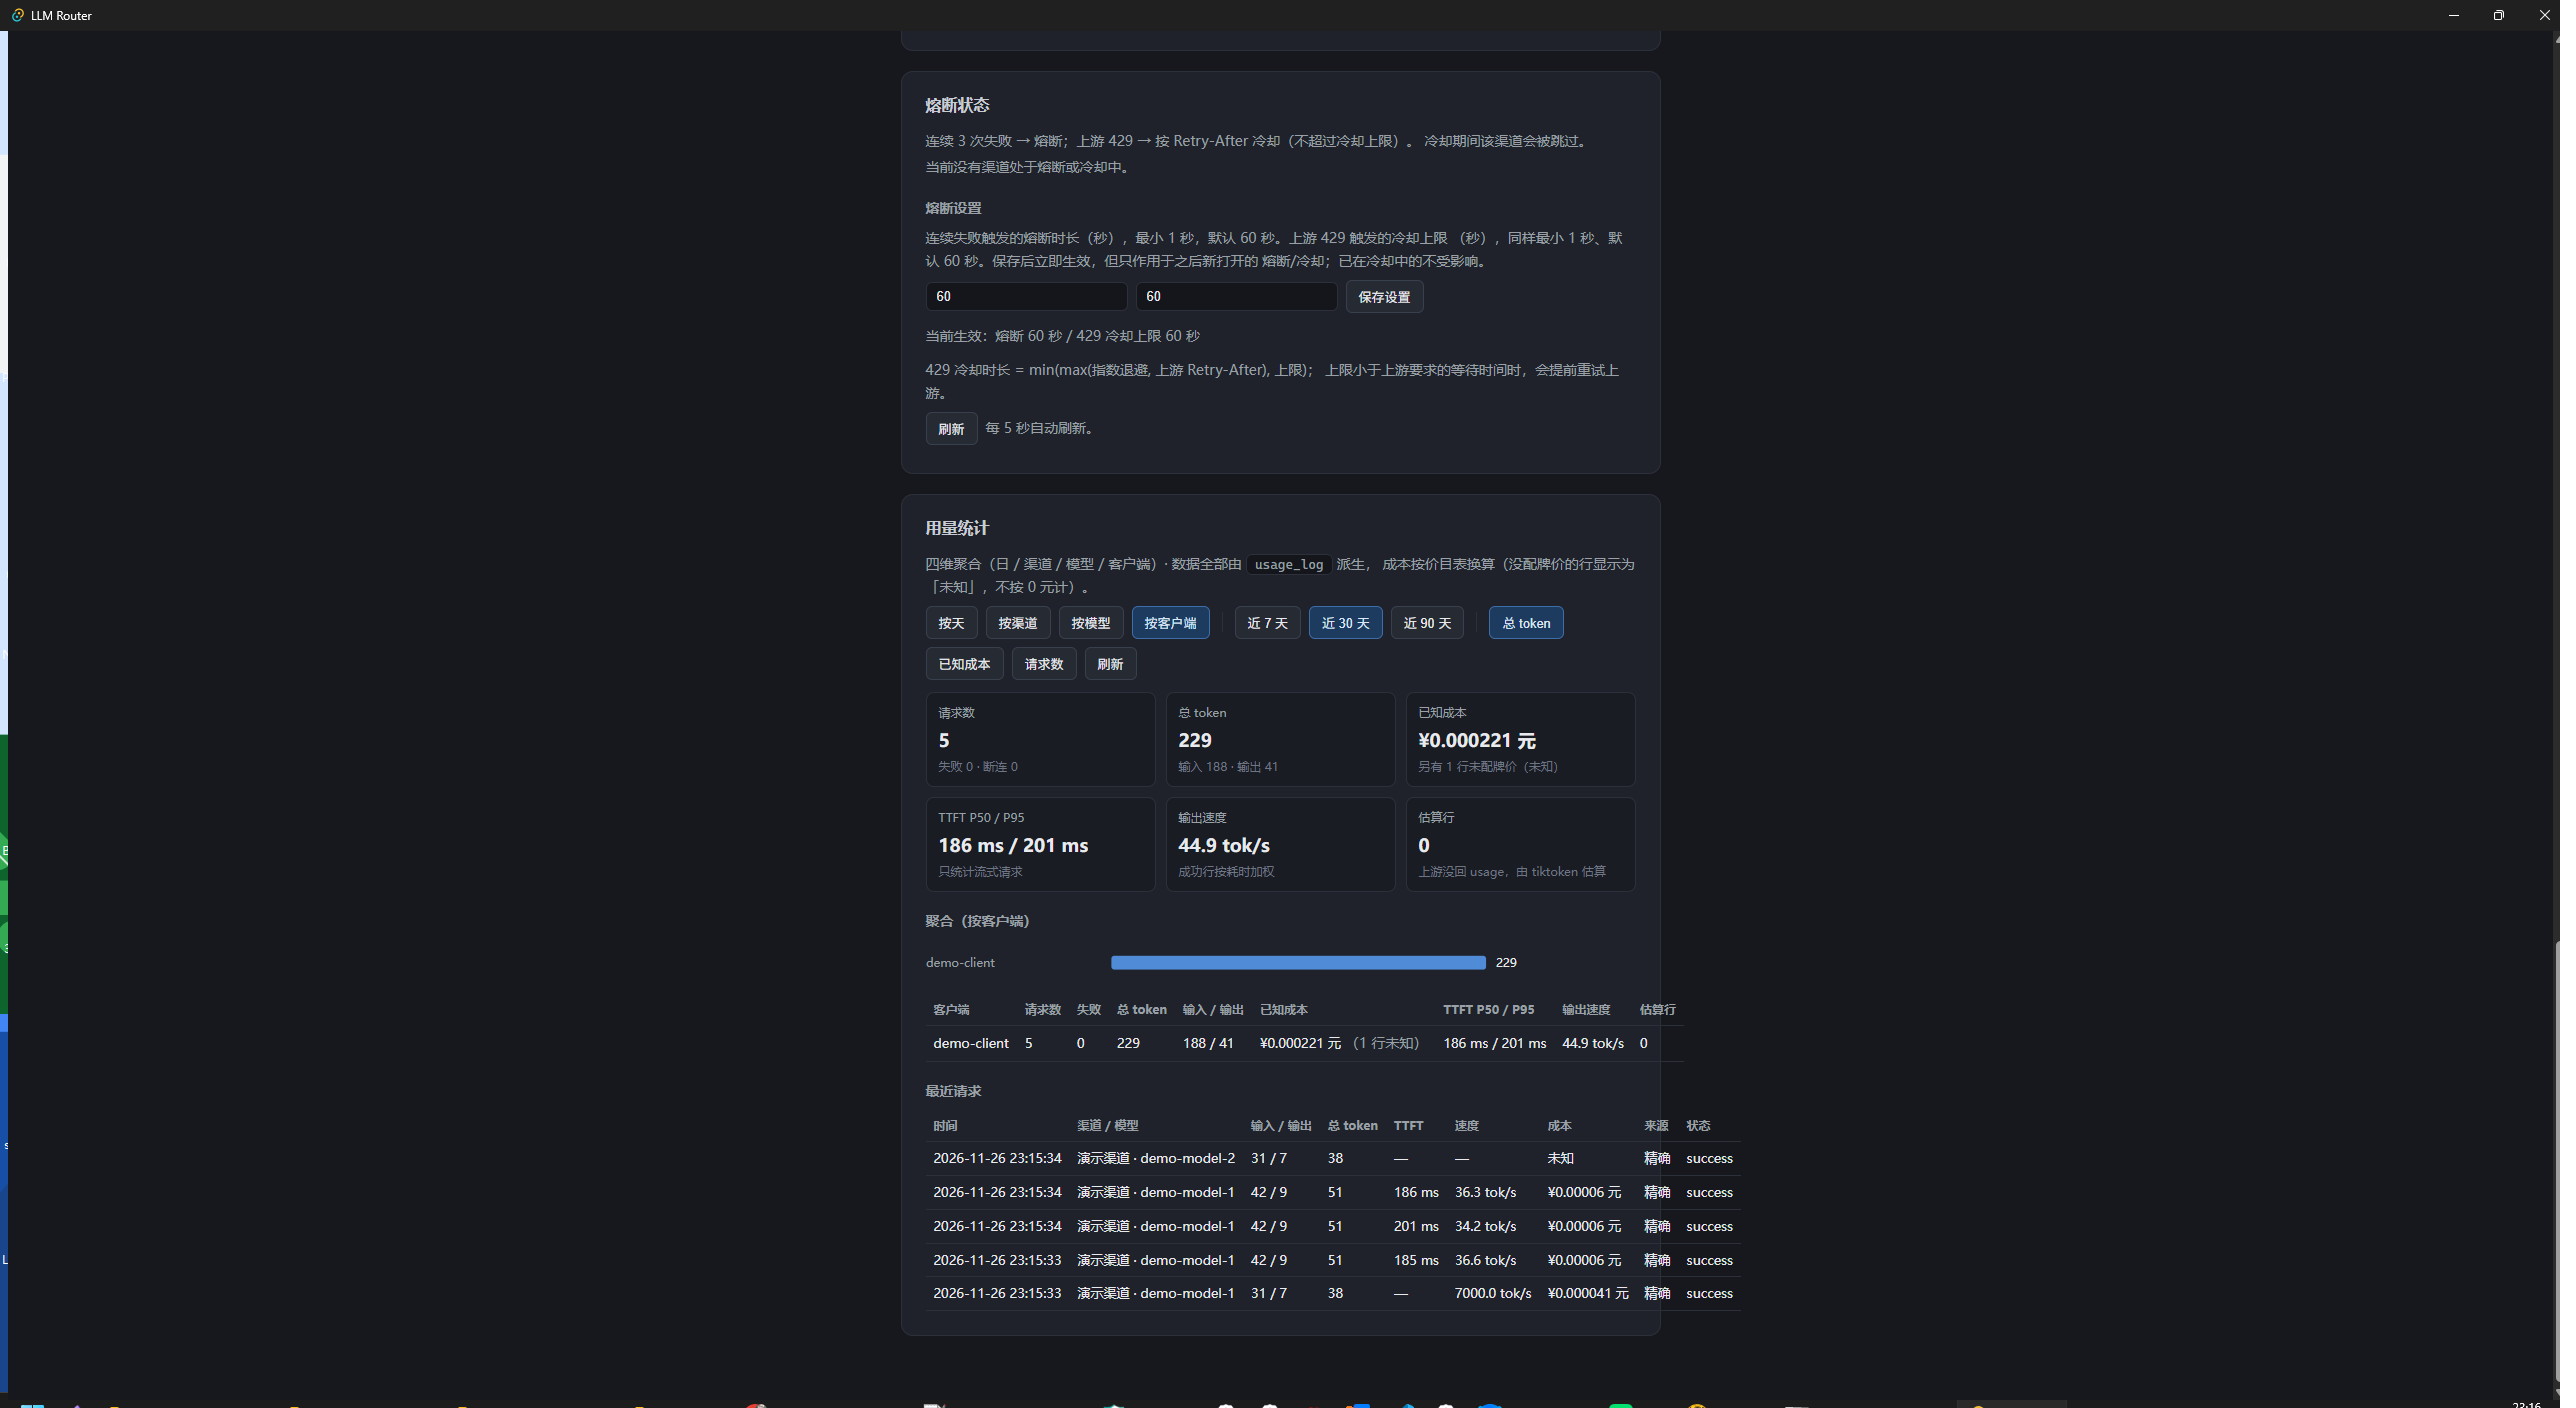 LLM Router
熔断状态
连续 3 次失败 → 熔断；上游 429 → 按 Retry-After 冷却（不超过冷却上限）。 冷却期间该渠道会被跳过。
当前没有渠道处于熔断或冷却中。
熔断设置
连续失败触发的熔断时长（秒），最小 1 秒，默认 60 秒。上游 429 触发的冷却上限 （秒），同样最小 1 秒、默
认 60 秒。保存后立即生效，但只作用于之后新打开的 熔断/冷却；已在冷却中的不受影响。
60 60 保存设置
当前生效：熔断 60 秒 / 429 冷却上限 60 秒
429 冷却时长 = min(max(指数退避, 上游 Retry-After), 上限)； 上限小于上游要求的等待时间时，会提前重试上
游。
刷新 每 5 秒自动刷新。
用量统计
四维聚合（日 / 渠道 / 模型 / 客户端）· 数据全部由 usage_log 派生， 成本按价目表换算（没配牌价的行显示为
「未知」，不按 0 元计）。
按天 按渠道 按模型 按客户端 近 7 天 近 30 天 近 90 天 总 token
已知成本 请求数 刷新
请求数 总 token 已知成本
5 229 ¥0.000221 元
失败 0 · 断连 0 输入 188 · 输出 41 另有 1 行未配牌价（未知）
TTFT P50 / P95 输出速度 估算行
186 ms / 201 ms 44.9 tok/s 0
只统计流式请求 成功行按耗时加权 上游没回 usage，由 tiktoken 估算
聚合（按客户端）
demo-client 229
客户端 请求数 失败 总 token 输入 / 输出 已知成本 TTFT P50 / P95 输出速度 估算行
demo-client 5 0 229 188 / 41 ¥0.000221 元 （1 行未知） 186 ms / 201 ms 44.9 tok/s 0
最近请求
时间 渠道 / 模型 输入 / 输出 总 token TTFT 速度 成本 来源 状态
2026-11-26 23:15:34 演示渠道 · demo-model-2 31 / 7 38 — — 未知 精确 success
2026-11-26 23:15:34 演示渠道 · demo-model-1 42 / 9 51 186 ms 36.3 tok/s ¥0.00006 元 精确 success
2026-11-26 23:15:34 演示渠道 · demo-model-1 42 / 9 51 201 ms 34.2 tok/s ¥0.00006 元 精确 success
2026-11-26 23:15:33 演示渠道 · demo-model-1 42 / 9 51 185 ms 36.6 tok/s ¥0.00006 元 精确 success
2026-11-26 23:15:33 演示渠道 · demo-model-1 31 / 7 38 — 7000.0 tok/s ¥0.000041 元 精确 success